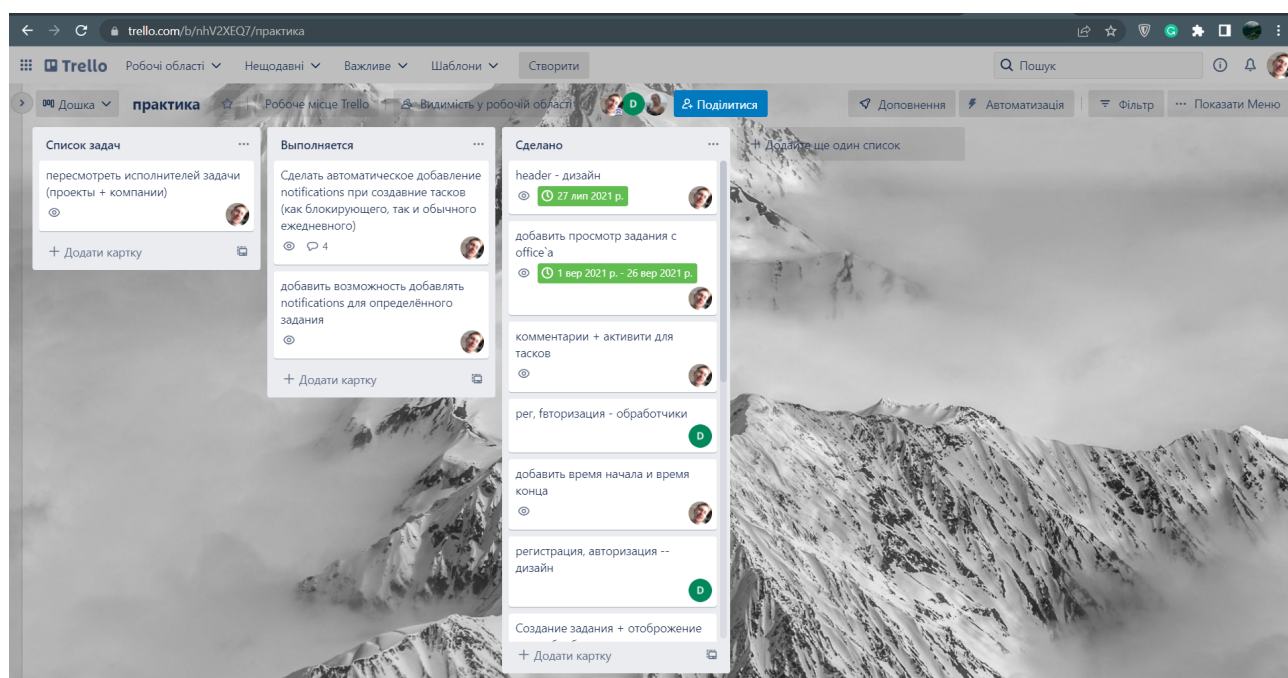 trello.com/b/nhV2XEQ7/практика
Trello Робочі області Нещодавні Важливе Шаблони Створити Пошук
Дошка практика Робоче місце Trello Видимість у робочій області D Поділитися Доповнення Автоматизація Фільтр Показати Меню
Список задач
пересмотреть исполнителей задачи
(проекты + компании)
+ Додати картку
Выполняется
Сделать автоматическое добавление
notifications при создавние тасков
(как блокирующего, так и обычного
ежедневного)
4
добавить возможность добавлять
notifications для определённого
задания
+ Додати картку
Сделано
header - дизайн
27 лип 2021 р.
добавить просмотр задания с
office`а
1 вер 2021 р. - 26 вер 2021 р.
комментарии + активити для
тасков
рег, fвторизация - обработчики
D
добавить время начала и время
конца
регистрация, авторизация --
дизайн
D
Создание задания + отоброжение
+ Додати картку
+ Додайте ще один список